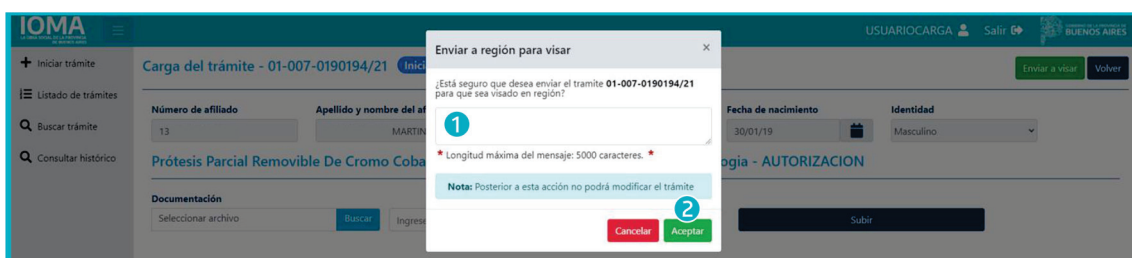 IOMA
USUARIOCARGA Salir
BUENOS AIRES
Iniciar trámite
Listado de trámites
Buscar trámite
Consultar histórico
Carga del trámite - 01-007-0190194/21 Inici
Enviar a visar Volver
Número de afiliado
Apellido y nombre del af
Fecha de nacimiento
Identidad
13
MARTIN
30/01/19
Masculino
Prótesis Parcial Removible De Cromo Coba
ogia - AUTORIZACION
Documentación
Seleccionar archivo Buscar Ingrese
Subir
Enviar a región para visar ×
¿Está seguro que desea enviar el tramite 01-007-0190194/21
para que sea visado en región?
1
* Longitud máxima del mensaje: 5000 caracteres. *
Nota: Posterior a esta acción no podrá modificar el trámite
2
Cancelar Aceptar